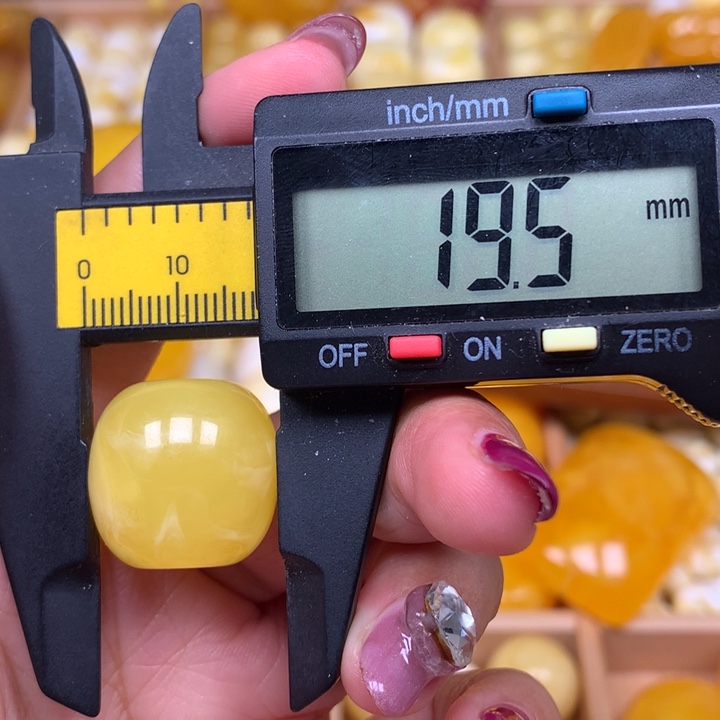 inch/mm
19.5 mm
0 10
OFF ON ZERO